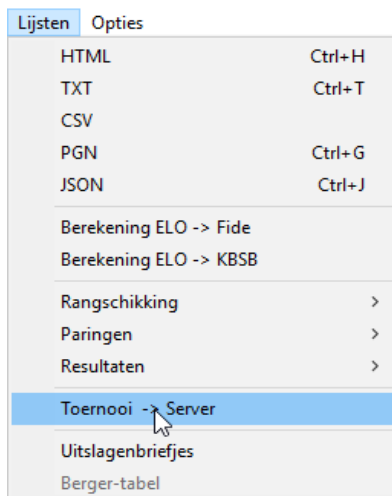 Lijsten Opties
HTML Ctrl+H
TXT Ctrl+T
CSV
PGN Ctrl+G
JSON Ctrl+J
Berekening ELO -> Fide
Berekening ELO -> KBSB
Rangschikking >
Paringen >
Resultaten >
Toernooi -> Server
Uitslagenbriefjes
Berger-tabel